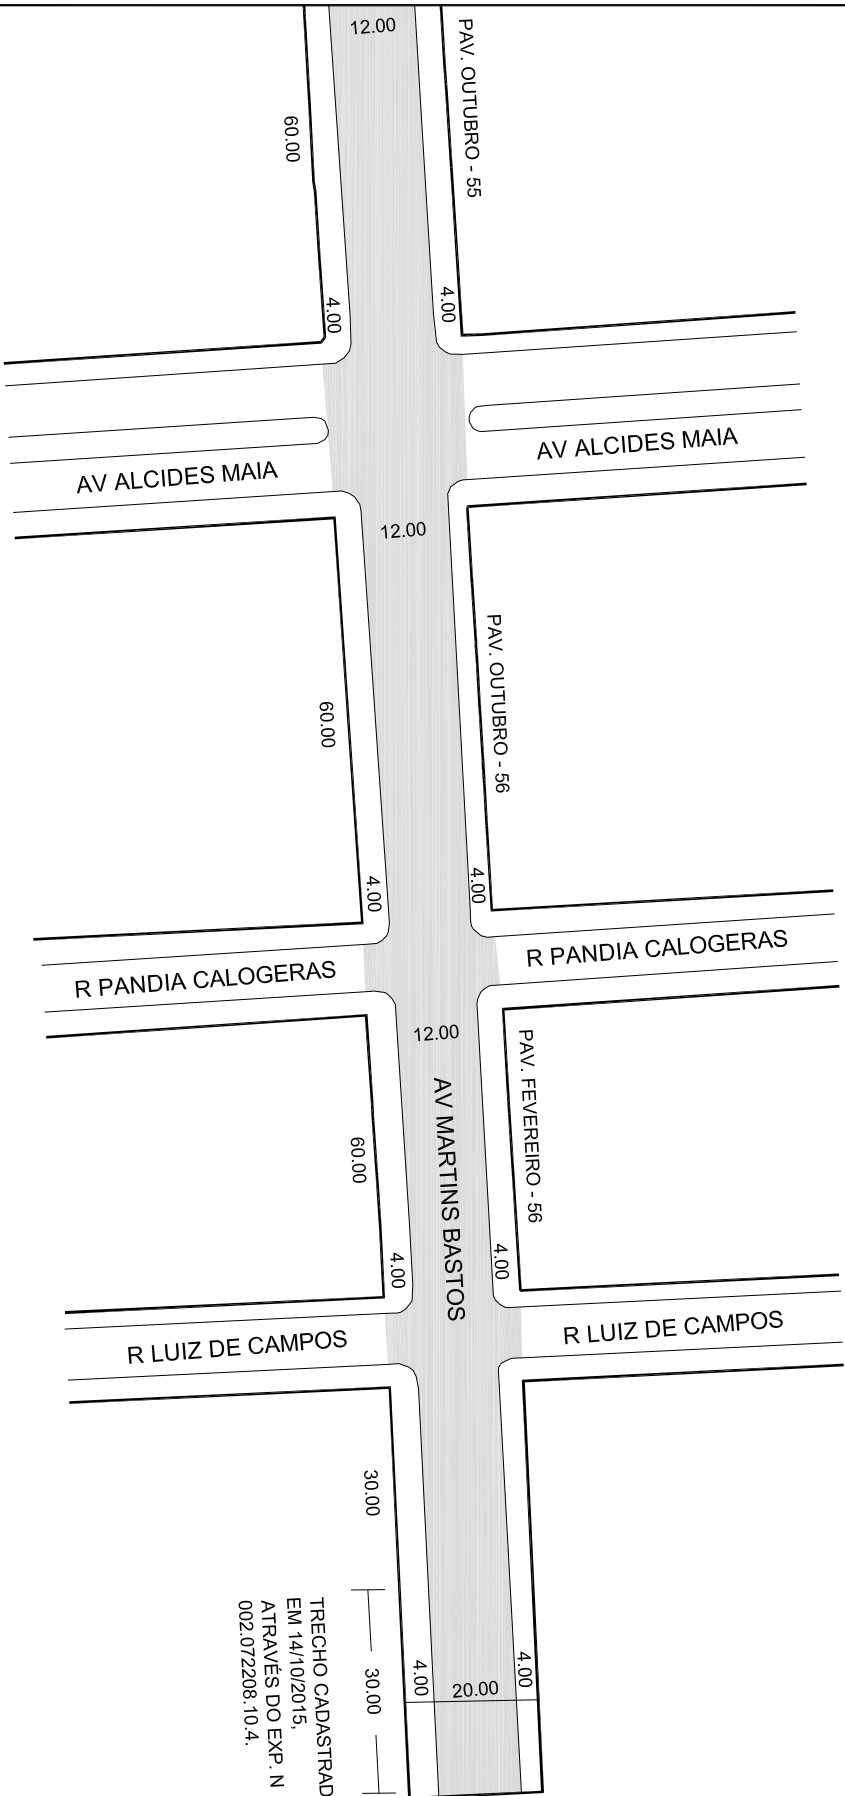 12.00
PAV. OUTUBRO - 55
60.00
4.00
4.00
AV ALCIDES MAIA
AV ALCIDES MAIA
12.00
PAV. OUTUBRO - 56
60.00
4.00
4.00
R PANDIA CALOGERAS
R PANDIA CALOGERAS
12.00
PAV. FEVEREIRO - 56
AV MARTINS BASTOS
60.00
4.00
4.00
R LUIZ DE CAMPOS
R LUIZ DE CAMPOS
30.00
30.00
4.00
20.00
4.00
TRECHO CADASTRAD
EM 14/10/2015,
ATRAVÉS DO EXP. N
002.072208.10.4.